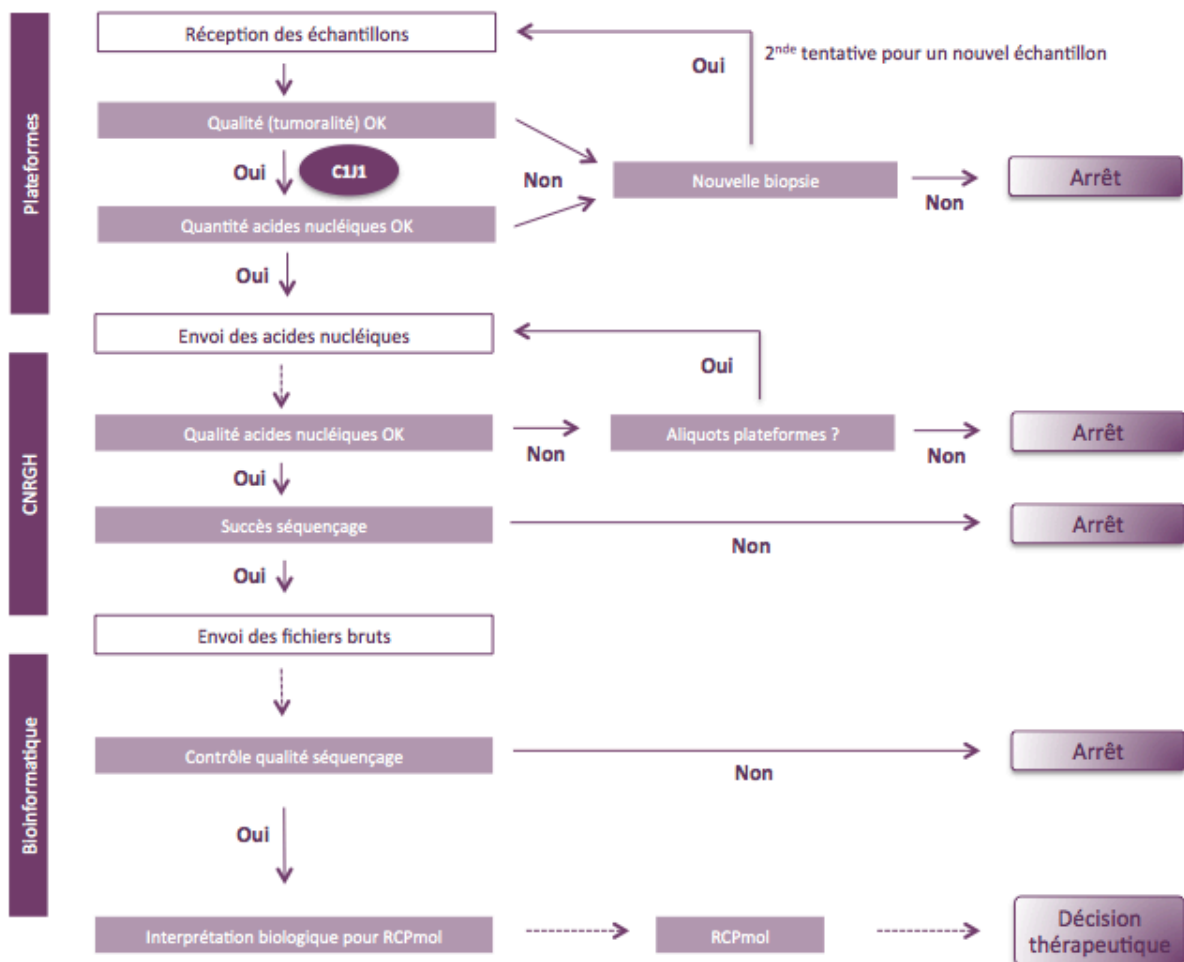 Plateformes
Réception des échantillons
Oui
2nde tentative pour un nouvel échantillon
Qualité (tumoralité) OK
Oui
C1J1
Non
Nouvelle biopsie
Non
Arrêt
Quantité acides nucléiques OK
Oui
CNRGH
Envoi des acides nucléiques
Oui
Qualité acides nucléiques OK
Non
Aliquots plateformes ?
Non
Arrêt
Oui
Succès séquençage
Non
Arrêt
Oui
Bioinformatique
Envoi des fichiers bruts
Contrôle qualité séquençage
Non
Arrêt
Oui
Interprétation biologique pour RCPmol
RCPmol
Décision
thérapeutique